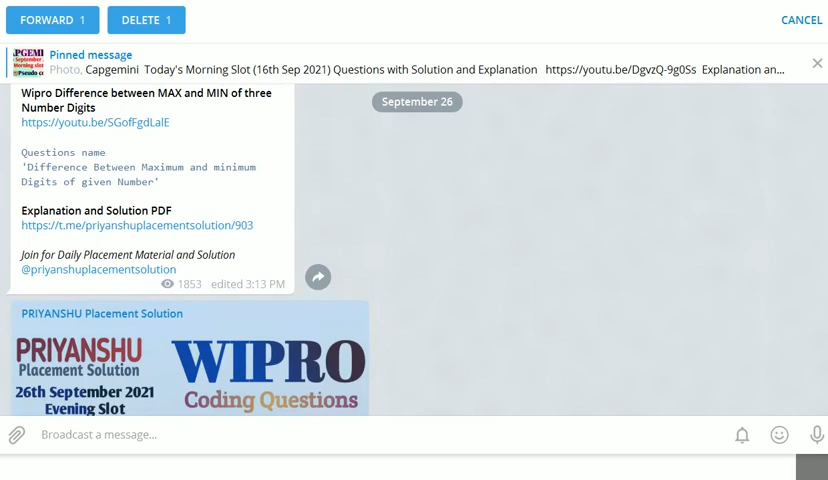 FORWARD 1 DELETE 1 CANCEL
Pinned message
Photo, Capgemini Today's Morning Slot (16th Sep 2021) Questions with Solution and Explanation https://youtu.be/DgvzQ-9g0Ss Explanation an...
September 26
Wipro Difference between MAX and MIN of three
Number Digits
https://youtu.be/SGofFgdLalE
Questions name
'Difference Between Maximum and minimum
Digits of given Number'
Explanation and Solution PDF
https://t.me/priyanshuplacementsolution/903
Join for Daily Placement Material and Solution
@priyanshuplacementsolution
1853 edited 3:13 PM
PRIYANSHU Placement Solution
PRIYANSHU
Placement Solution
26th September 2021
Evening Slot
WIPRO
Coding Questions
Broadcast a message...